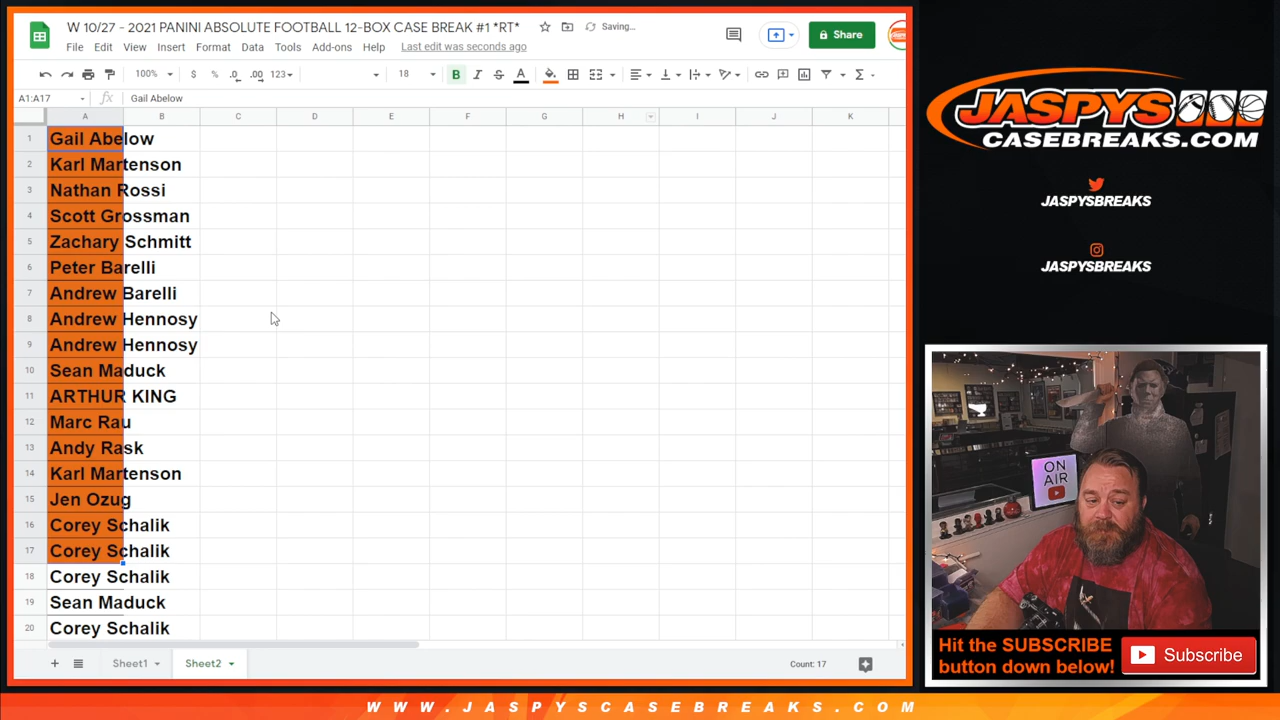 W 10/27 - 2021 PANINI ABSOLUTE FOOTBALL 12-BOX CASE BREAK #1 *RT*
Saving...
File Edit View Insert Format Data Tools Add-ons Help Last edit was seconds ago
Share
100% $ % .0 .00 123 18 B I S A
A1:A17 fx Gail Abelow
A B C D E F G H I J K
1 Gail Abelow
2 Karl Martenson
3 Nathan Rossi
4 Scott Grossman
5 Zachary Schmitt
6 Peter Barelli
7 Andrew Barelli
8 Andrew Hennosy
9 Andrew Hennosy
10 Sean Maduck
11 ARTHUR KING
12 Marc Rau
13 Andy Rask
14 Karl Martenson
15 Jen Ozug
16 Corey Schalik
17 Corey Schalik
18 Corey Schalik
19 Sean Maduck
20 Corey Schalik
Sheet1 Sheet2 Count: 17
JASPYS
CASEBREAKS.COM
JASPYSBREAKS
JASPYSBREAKS
ON
AIR
Hit the SUBSCRIBE
button down below!
Subscribe
WWW.JASPYSCASEBREAKS.COM